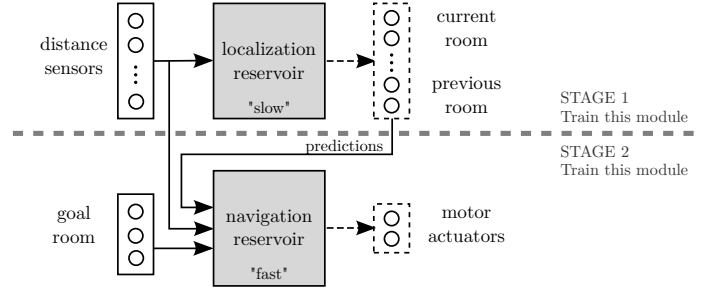 distance
sensors
localization
reservoir
"slow"
current
room
previous
room
STAGE 1
Train this module
predictions
STAGE 2
Train this module
goal
room
navigation
reservoir
"fast"
motor
actuators